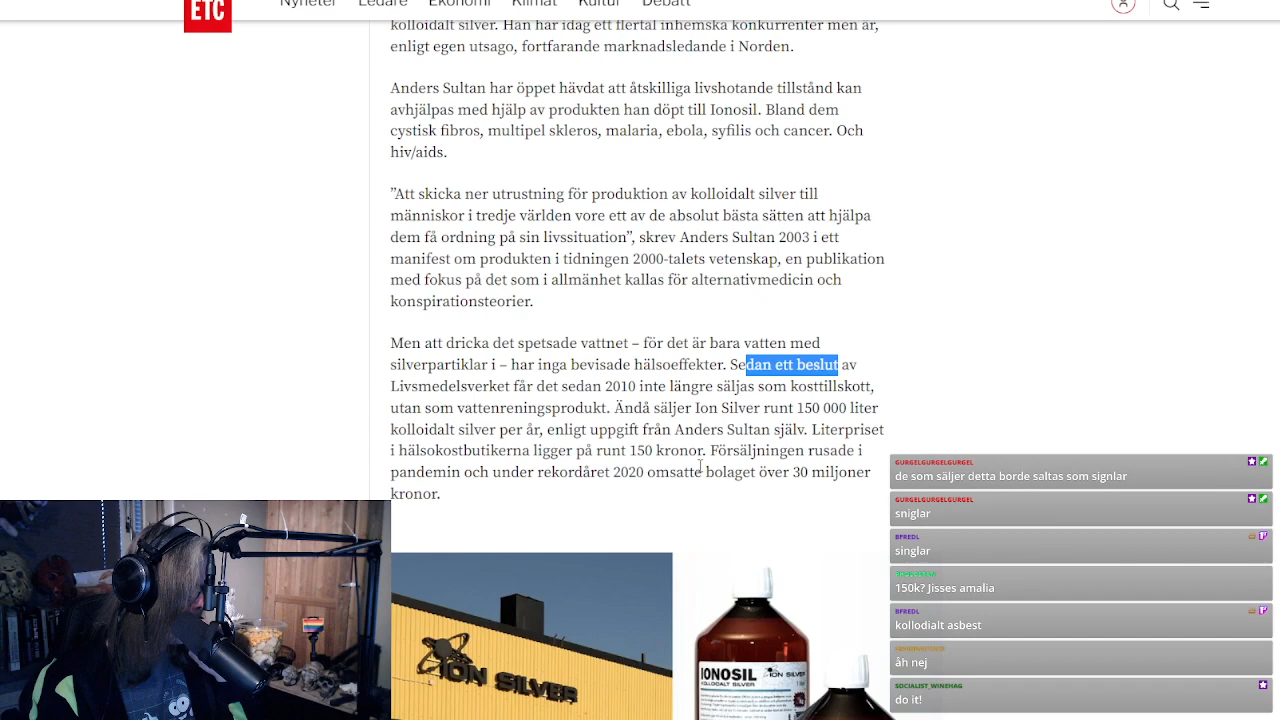 ETC
Nyheter Ledare Ekonomi Klimat Kultur Debatt
kolloidalt silver. Han har idag ett flertal inhemska konkurrenter men är,
enligt egen utsago, fortfarande marknadsledande i Norden.
Anders Sultan har öppet hävdat att åtskilliga livshotande tillstånd kan
avhjälpas med hjälp av produkten han döpt till Ionosil. Bland dem
cystisk fibros, multipel skleros, malaria, ebola, syfilis och cancer. Och
hiv/aids.
”Att skicka ner utrustning för produktion av kolloidalt silver till
människor i tredje världen vore ett av de absolut bästa sätten att hjälpa
dem få ordning på sin livssituation”, skrev Anders Sultan 2003 i ett
manifest om produkten i tidningen 2000-talets vetenskap, en publikation
med fokus på det som i allmänhet kallas för alternativmedicin och
konspirationsteorier.
Men att dricka det spetsade vattnet – för det är bara vatten med
silverpartiklar i – har inga bevisade hälsoeffekter. Sedan ett beslut av
Livsmedelsverket får det sedan 2010 inte längre säljas som kosttillskott,
utan som vattenreningsprodukt. Ändå säljer Ion Silver runt 150 000 liter
kolloidalt silver per år, enligt uppgift från Anders Sultan själv. Literpriset
i hälsokostbutikerna ligger på runt 150 kronor. Försäljningen rusade i
pandemin och under rekordåret 2020 omsatte bolaget över 30 miljoner
kronor.
ION SILVER
IONOSIL ION SILVER
KOLLOIDALT SILVER
GURGELGURGELGURGEL
de som säljer detta borde saltas som signlar
GURGELGURGELGURGEL
sniglar
BFREDL
singlar
150k? Jisses amalia
BFREDL
kollodialt asbest
åh nej
SOCIALIST_WINEHAG
do it!